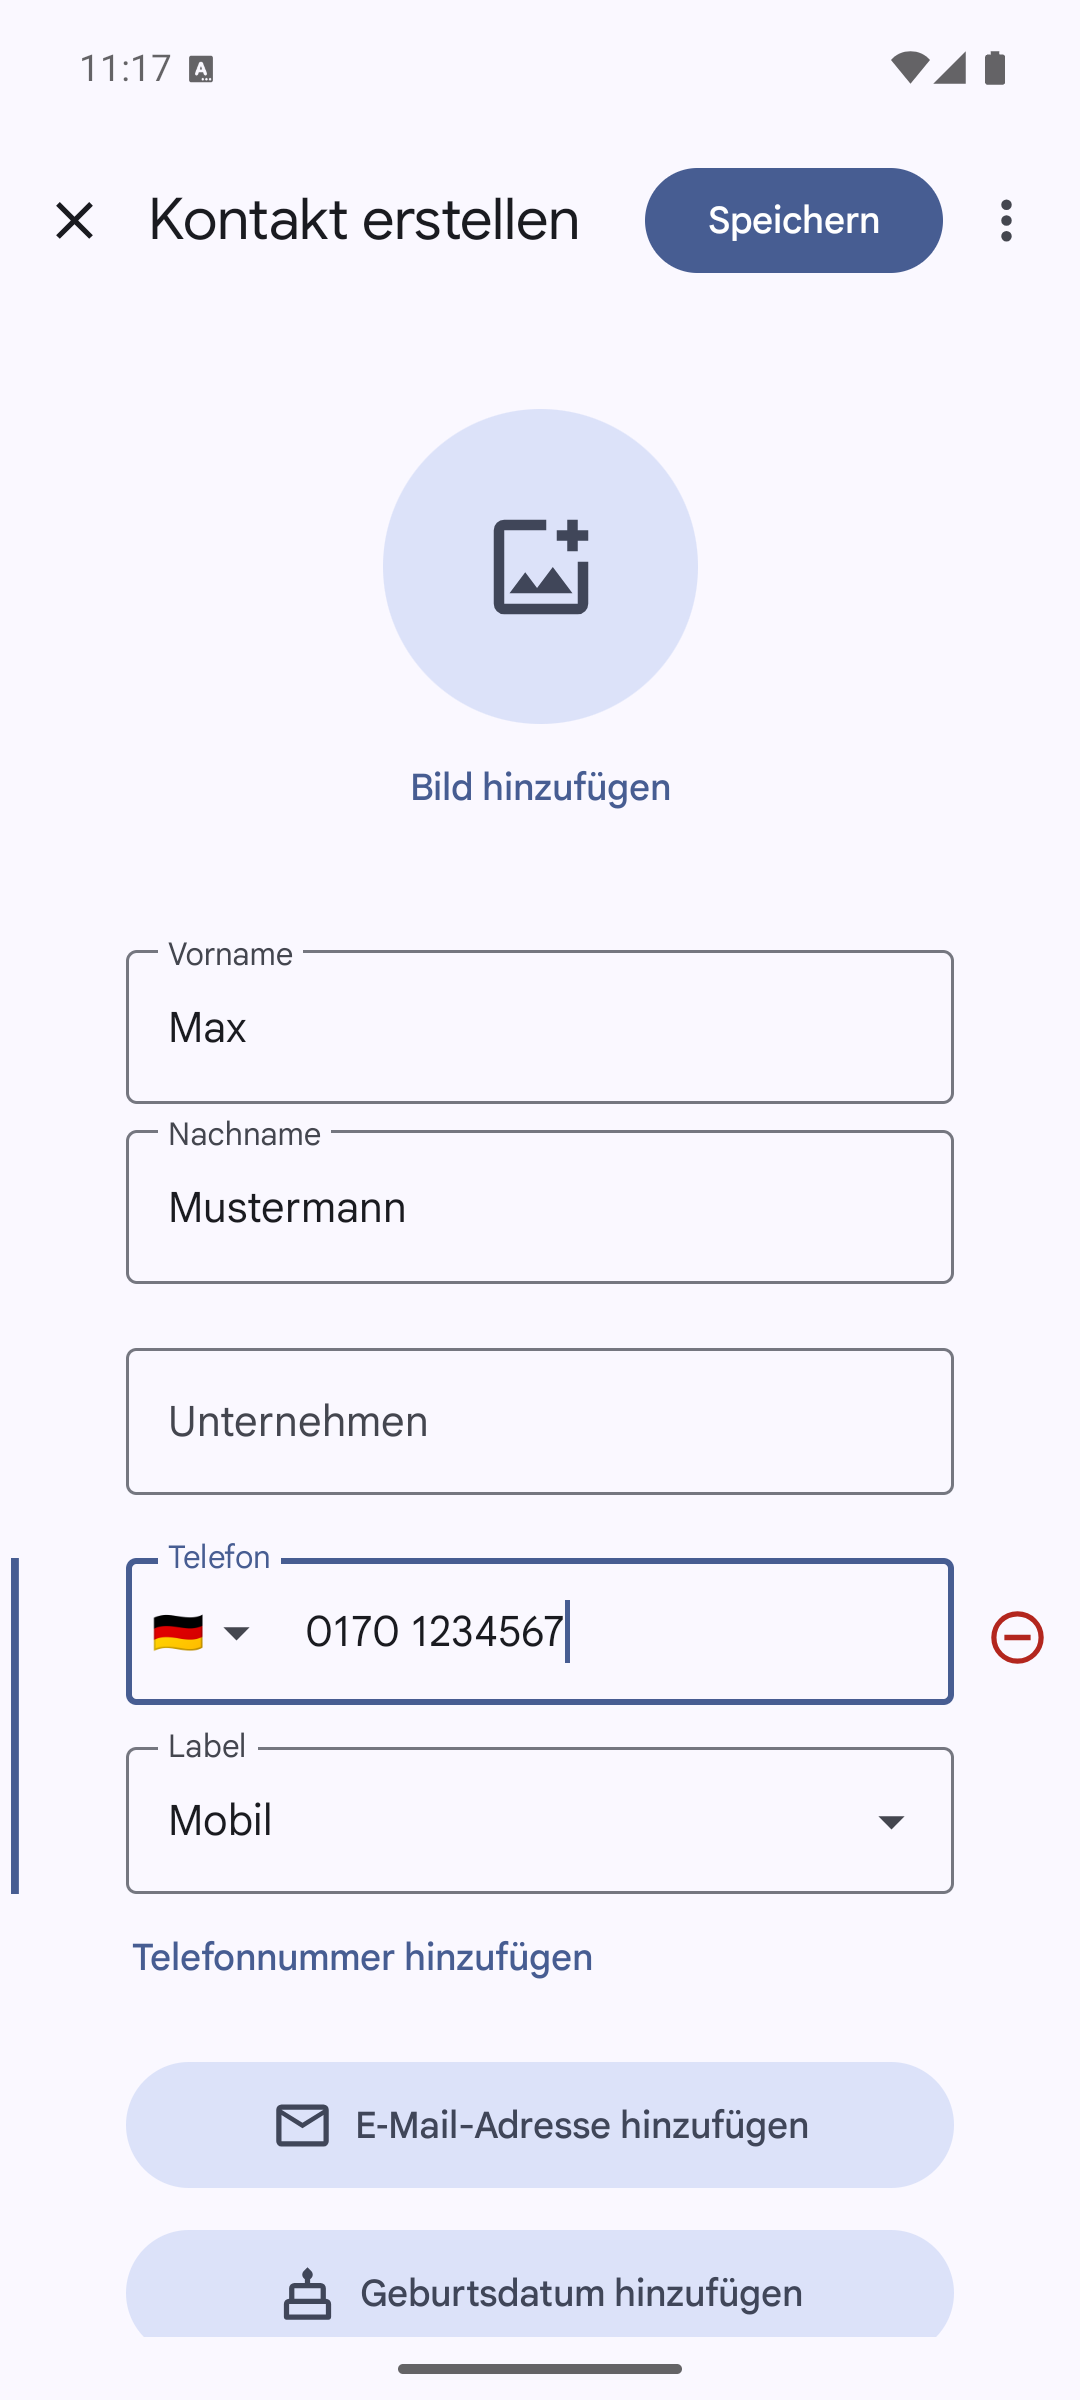 11:17
Kontakt erstellen
Speichern
Bild hinzufügen
Vorname
Max
Nachname
Mustermann
Unternehmen
Telefon
0170 1234567
Label
Mobil
Telefonnummer hinzufügen
E-Mail-Adresse hinzufügen
Geburtsdatum hinzufügen